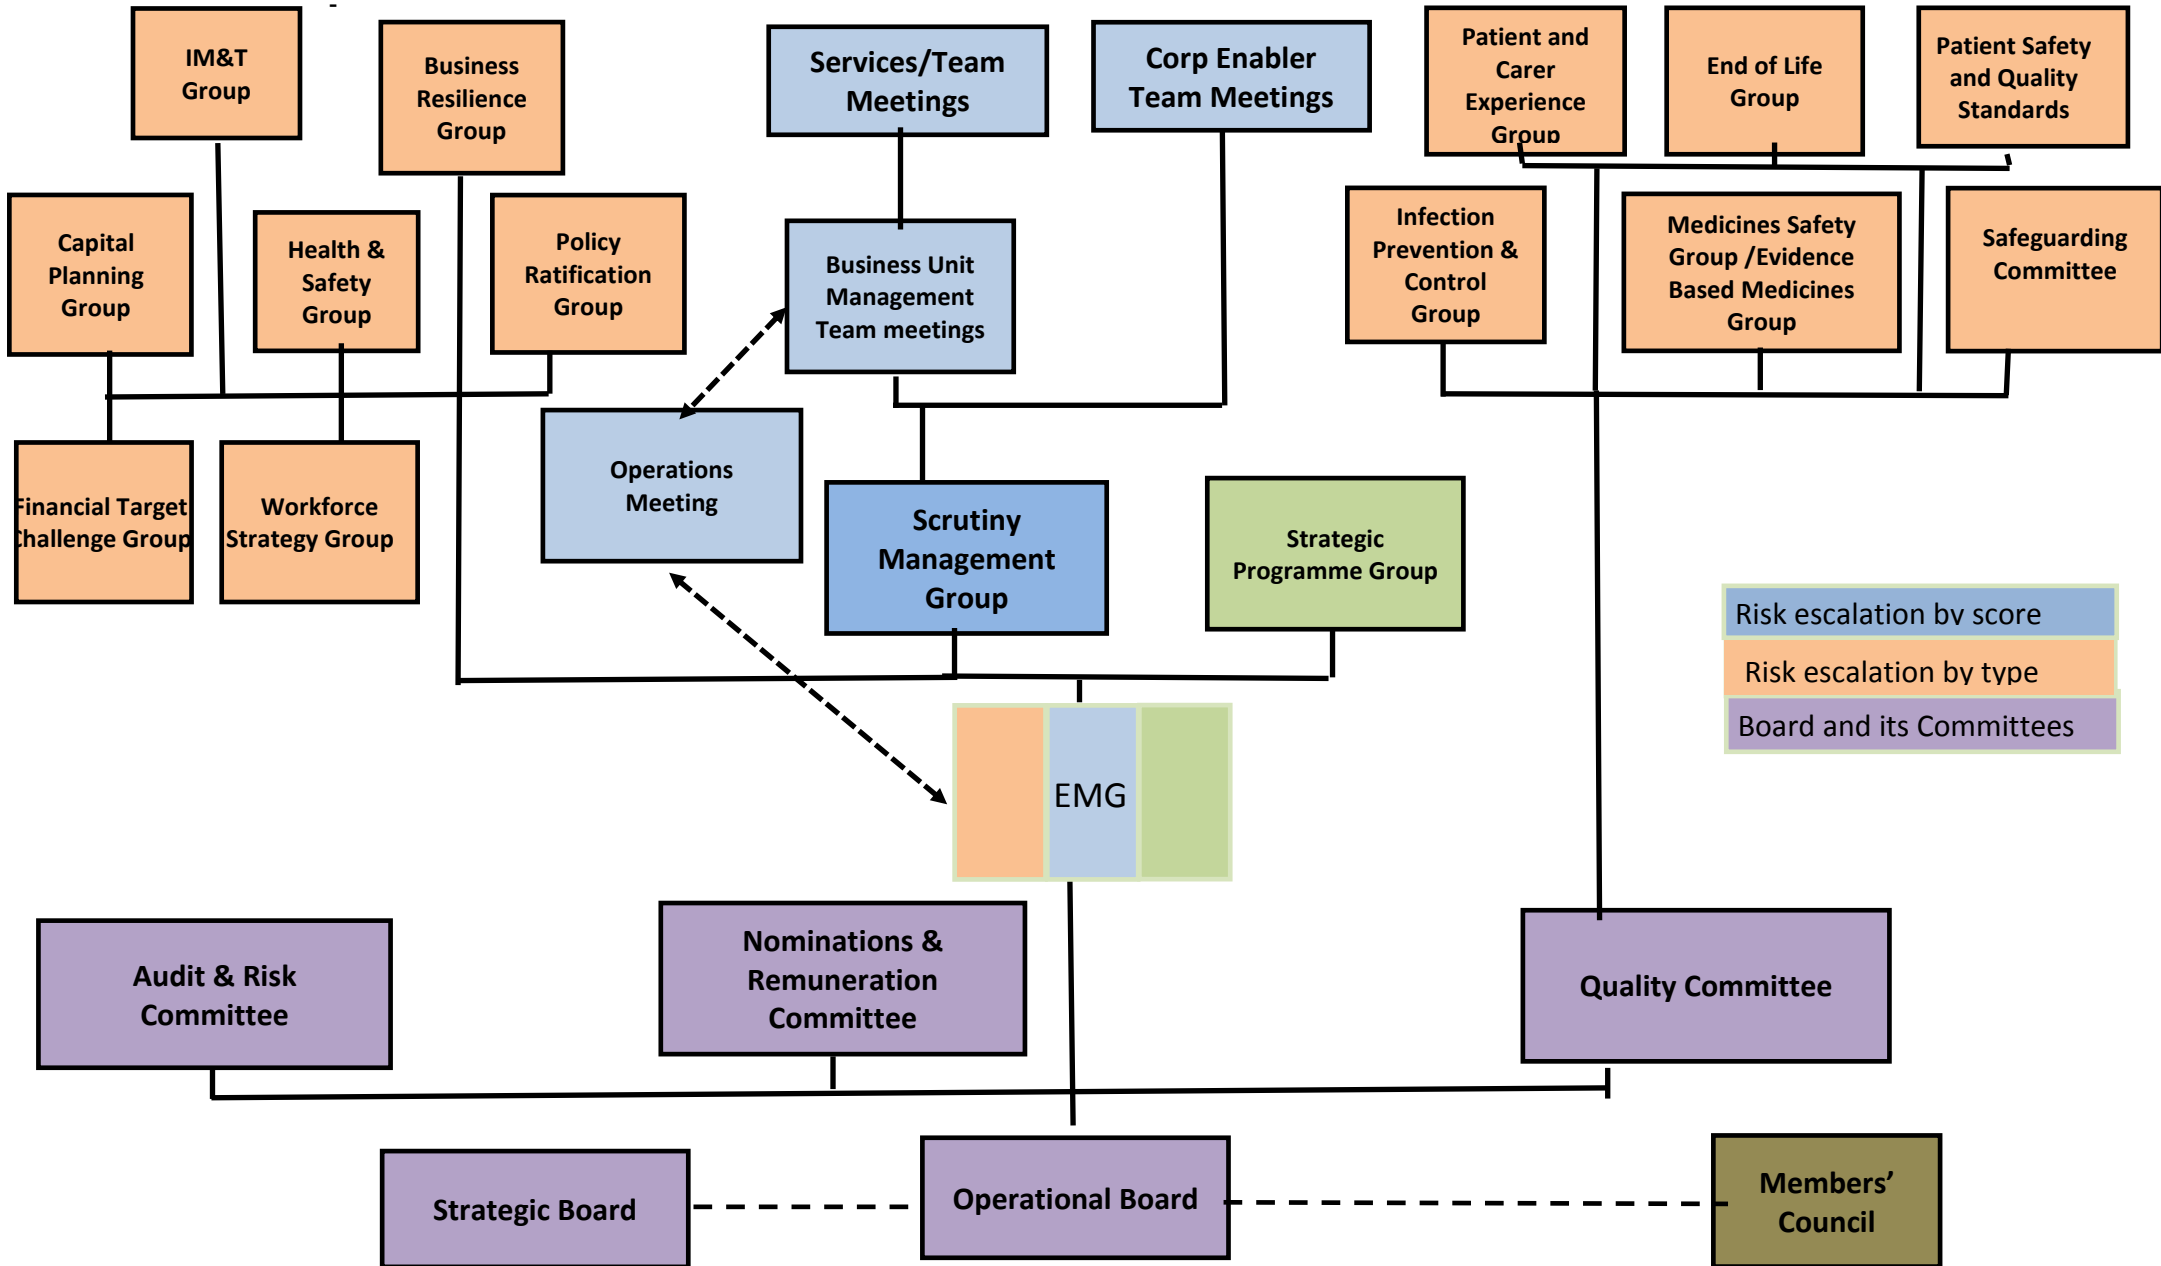 IM&T
Group
Business
Resilience
Group
Services/Team
Meetings
Corp Enabler
Team Meetings
Patient and
Carer
Experience
Group
End of Life
Group
Patient Safety
and Quality
Standards
Capital
Planning
Group
Health &
Safety
Group
Policy
Ratification
Group
Business Unit
Management
Team meetings
Infection
Prevention &
Control
Group
Medicines Safety
Group /Evidence
Based Medicines
Group
Safeguarding
Committee
Financial Target
Challenge Group
Workforce
Strategy Group
Operations
Meeting
Scrutiny
Management
Group
Strategic
Programme Group
Risk escalation by score
Risk escalation by type
Board and its Committees
EMG
Audit & Risk
Committee
Nominations &
Remuneration
Committee
Quality Committee
Strategic Board
Operational Board
Members’
Council